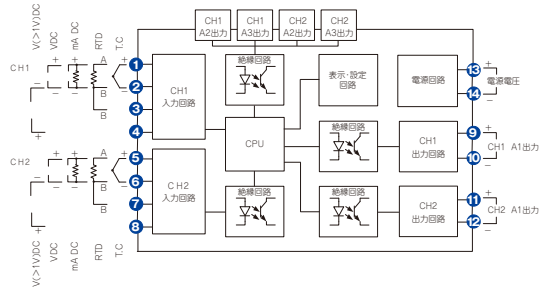 CH1
A2出力
CH1
A3出力
CH2
A2出力
CH2
A3出力
V(>1V)DC
VDC
mA DC
RTD
T.C
CH1
+
+
+
A
B
B
−
−
−
+
−
+
1
2
3
4
CH1
入力回路
絶縁回路
表示・設定
回路
電源回路
13
14
+
−
電源電圧
CPU
絶縁回路
CH1
出力回路
9
10
+
−
CH1 A1出力
CH2
+
+
+
A
B
B
−
−
−
+
−
+
5
6
7
8
CH2
入力回路
絶縁回路
絶縁回路
CH2
出力回路
11
12
+
−
CH2 A1出力
V(>1V)DC
VDC
mA DC
RTD
T.C